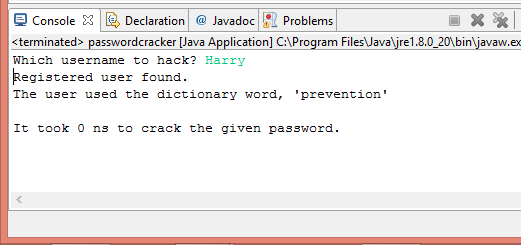 Console Declaration @ Javadoc Problems
<terminated> passwordcracker [Java Application] C:\Program Files\Java\jre1.8.0_20\bin\javaw.ex
Which username to hack? Harry
Registered user found.
The user used the dictionary word, 'prevention'
It took 0 ns to crack the given password.